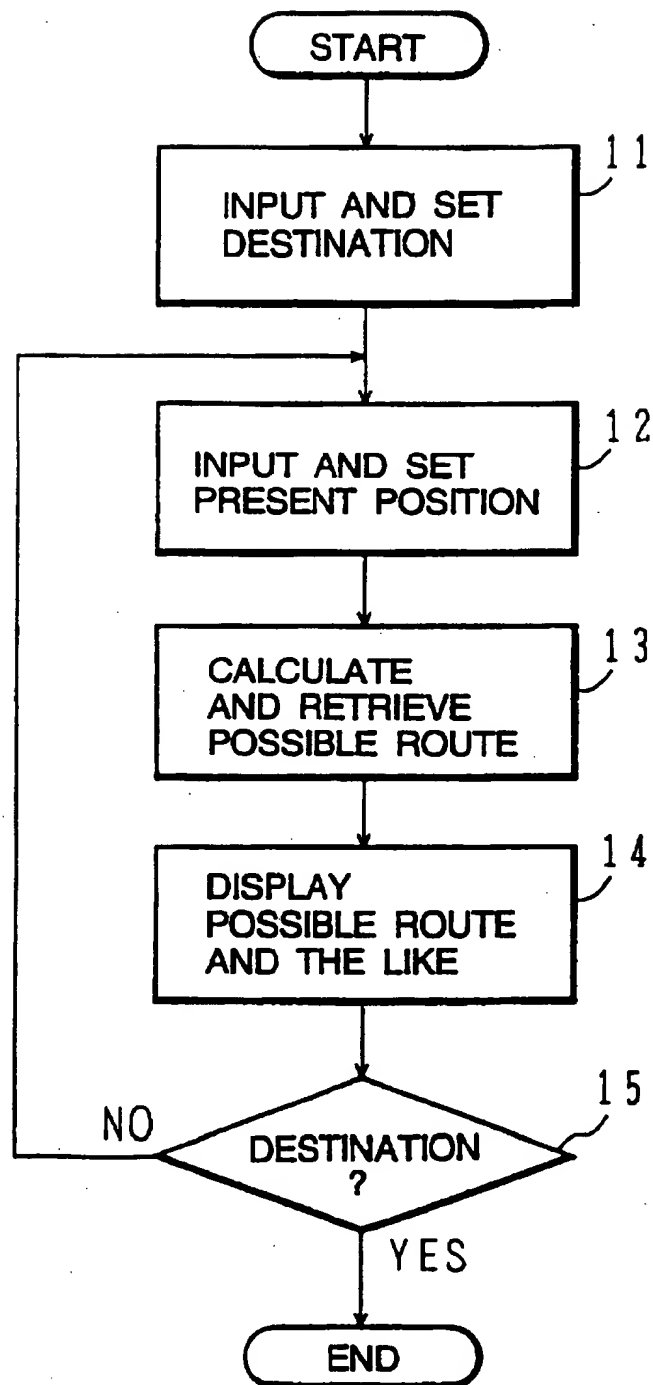 START
11
INPUT AND SET
DESTINATION
12
INPUT AND SET
PRESENT POSITION
13
CALCULATE
AND RETRIEVE
POSSIBLE ROUTE
14
DISPLAY
POSSIBLE ROUTE
AND THE LIKE
15
NO
DESTINATION
?
YES
END